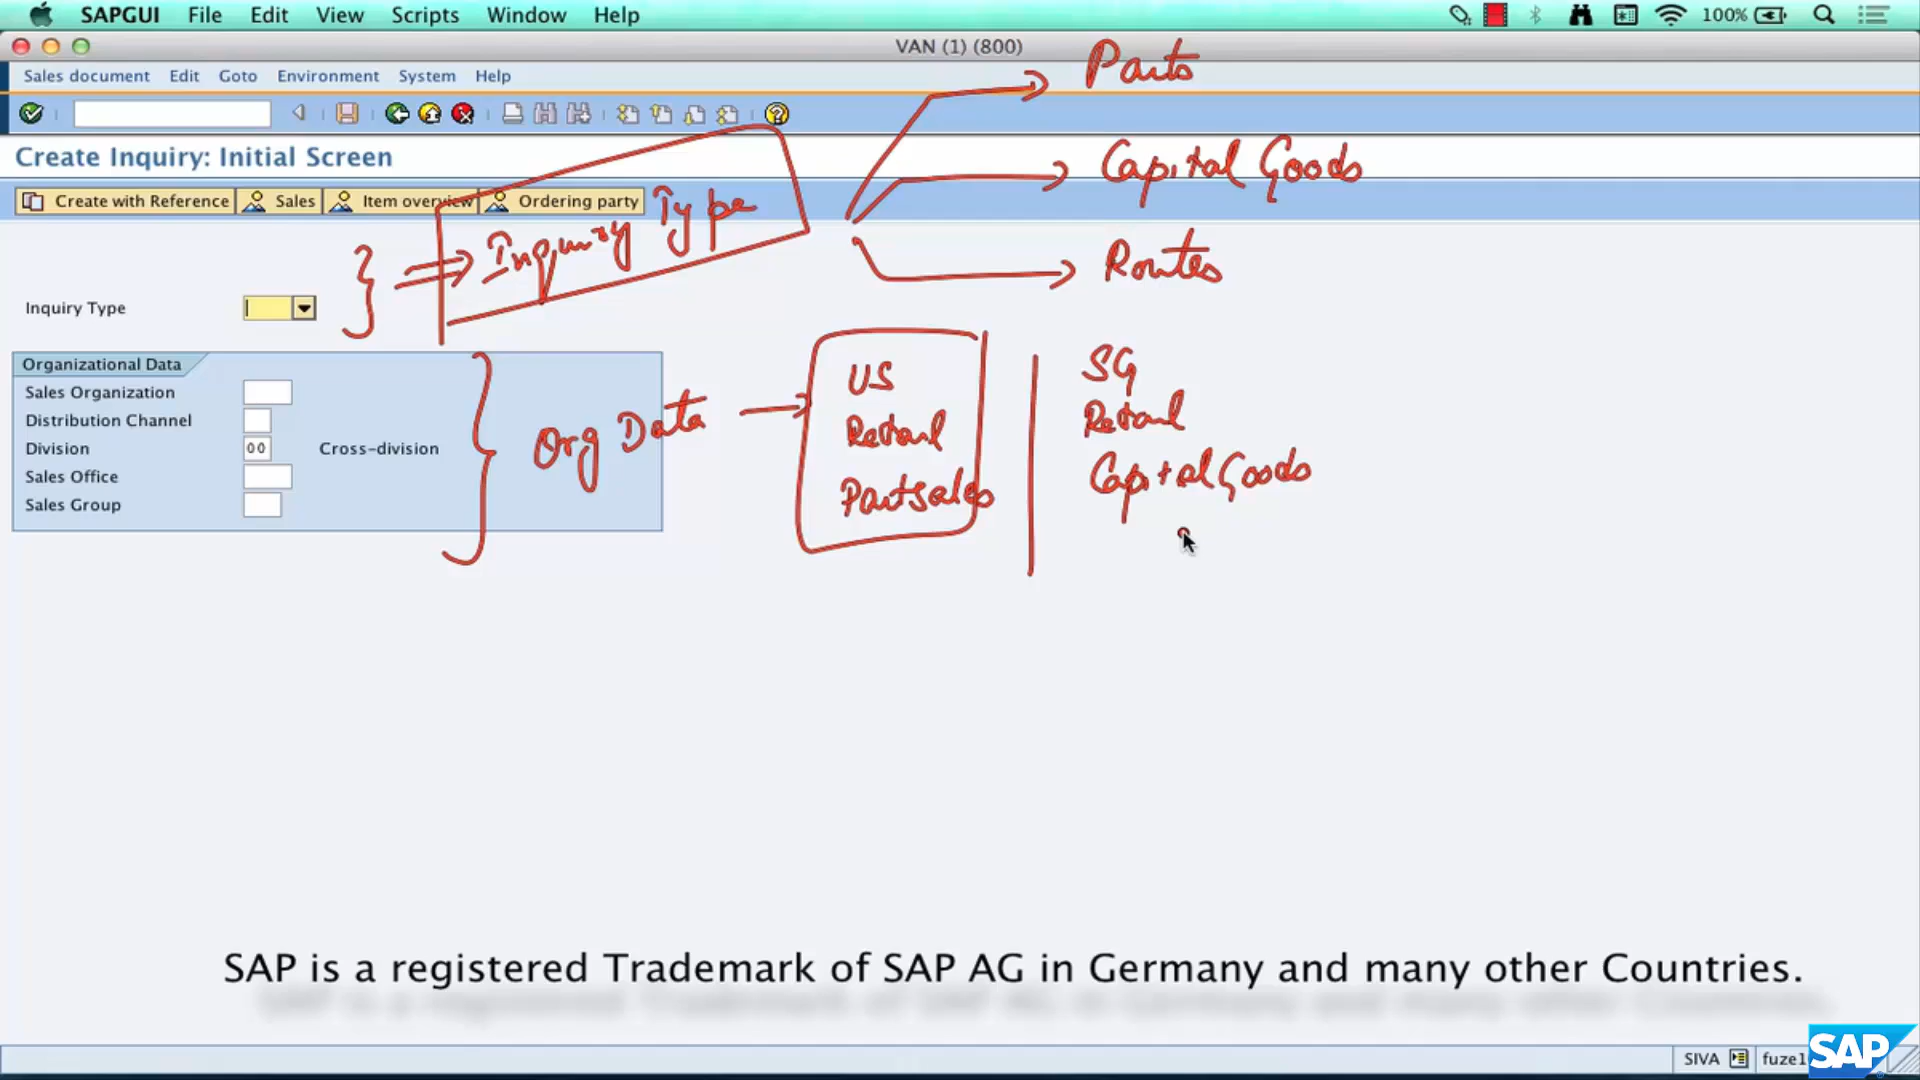 SAPGUI File Edit View Scripts Window Help 100%
VAN (1) (800)
Sales document Edit Goto Environment System Help
Create Inquiry: Initial Screen
Create with Reference Sales Item overview Ordering party
Inquiry Type
Organizational Data
Sales Organization
Distribution Channel
Division 00 Cross-division
Sales Office
Sales Group
Inquiry Type
Parts
Capital Goods
Routes
Org Data
US
Retail
Partsales
SG
Retail
Capital Goods
SAP is a registered Trademark of SAP AG in Germany and many other Countries.
SIVA fuze1
SAP